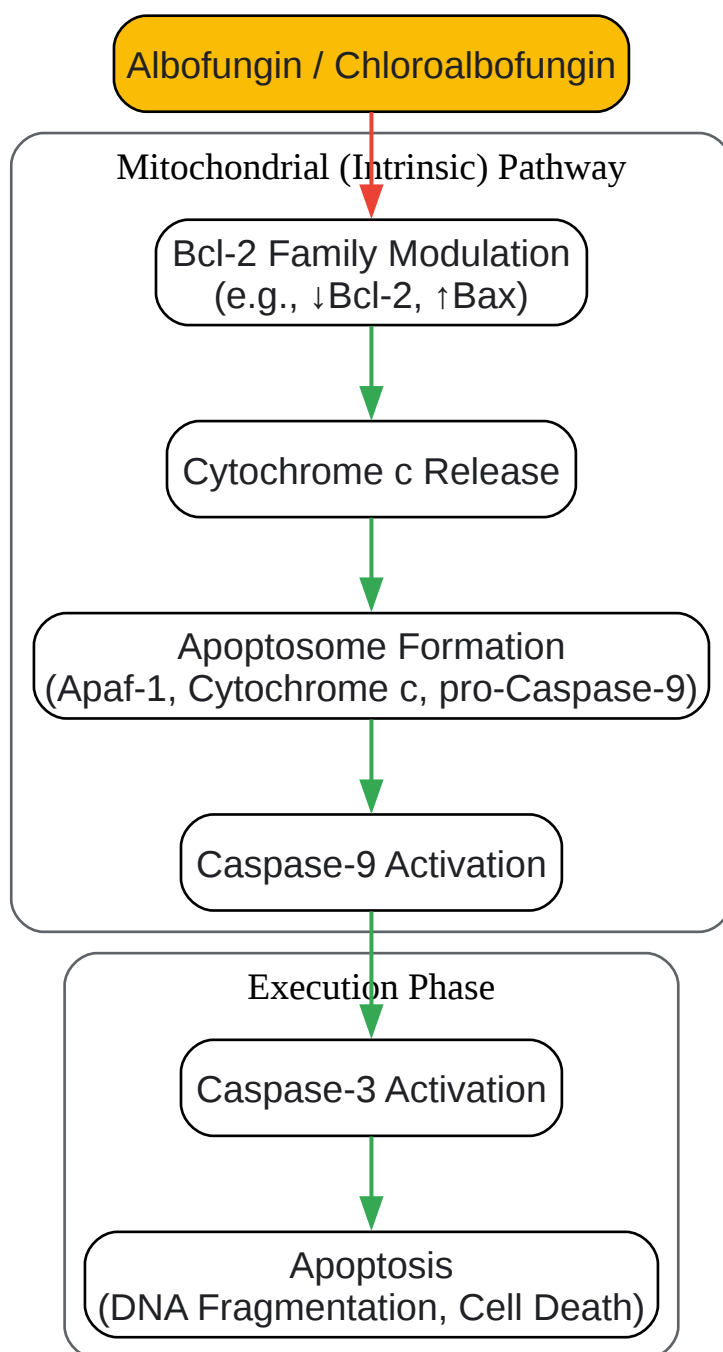 Albofungin / Chloroalbofungin
Mitochondrial (Intrinsic) Pathway
Bcl-2 Family Modulation
(e.g., ↓Bcl-2, ↑Bax)
Cytochrome c Release
Apoptosome Formation
(Apaf-1, Cytochrome c, pro-Caspase-9)
Caspase-9 Activation
Execution Phase
Caspase-3 Activation
Apoptosis
(DNA Fragmentation, Cell Death)